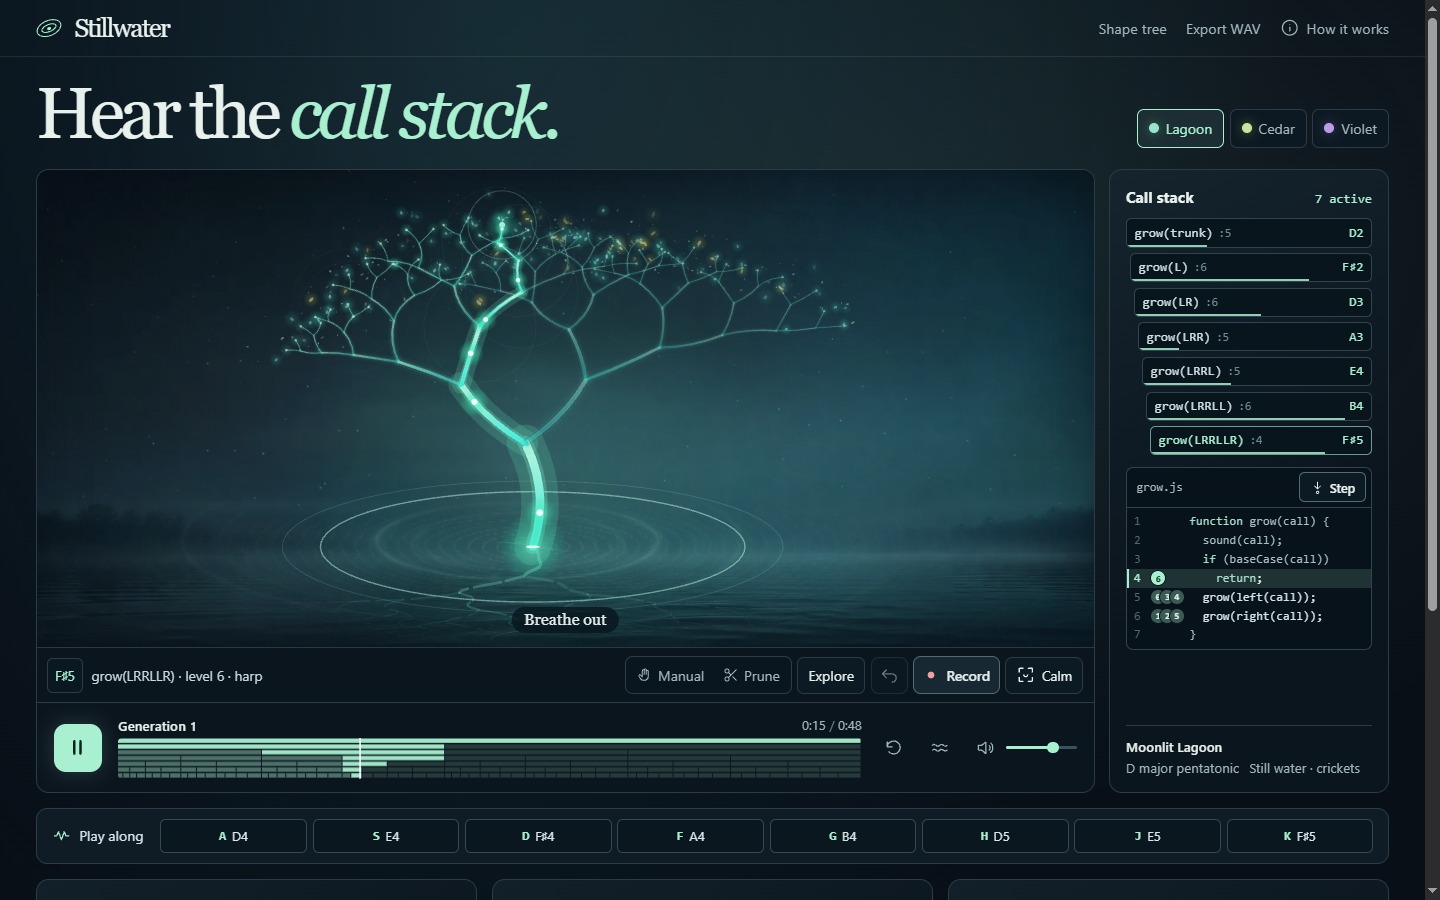 Stillwater
Shape tree
Export WAV
How it works
Hear the call stack.
Lagoon
Cedar
Violet
Breathe out
F♯5
grow(LRRLLR) · level 6 · harp
Manual
Prune
Explore
Record
Calm
Generation 1
0:15 / 0:48
Call stack
7 active
grow(trunk) :5 D2
grow(L) :6 F♯2
grow(LR) :6 D3
grow(LRR) :5 A3
grow(LRRL) :5 E4
grow(LRRLL) :6 B4
grow(LRRLLR) :4 F♯5
grow.js
Step
1 function grow(call) {
2 sound(call);
3 if (baseCase(call))
4 6 return;
5 3 4 grow(left(call));
6 1 2 5 grow(right(call));
7 }
Moonlit Lagoon
D major pentatonic Still water · crickets
Play along
A D4
S E4
D F♯4
F A4
G B4
H D5
J E5
K F♯5